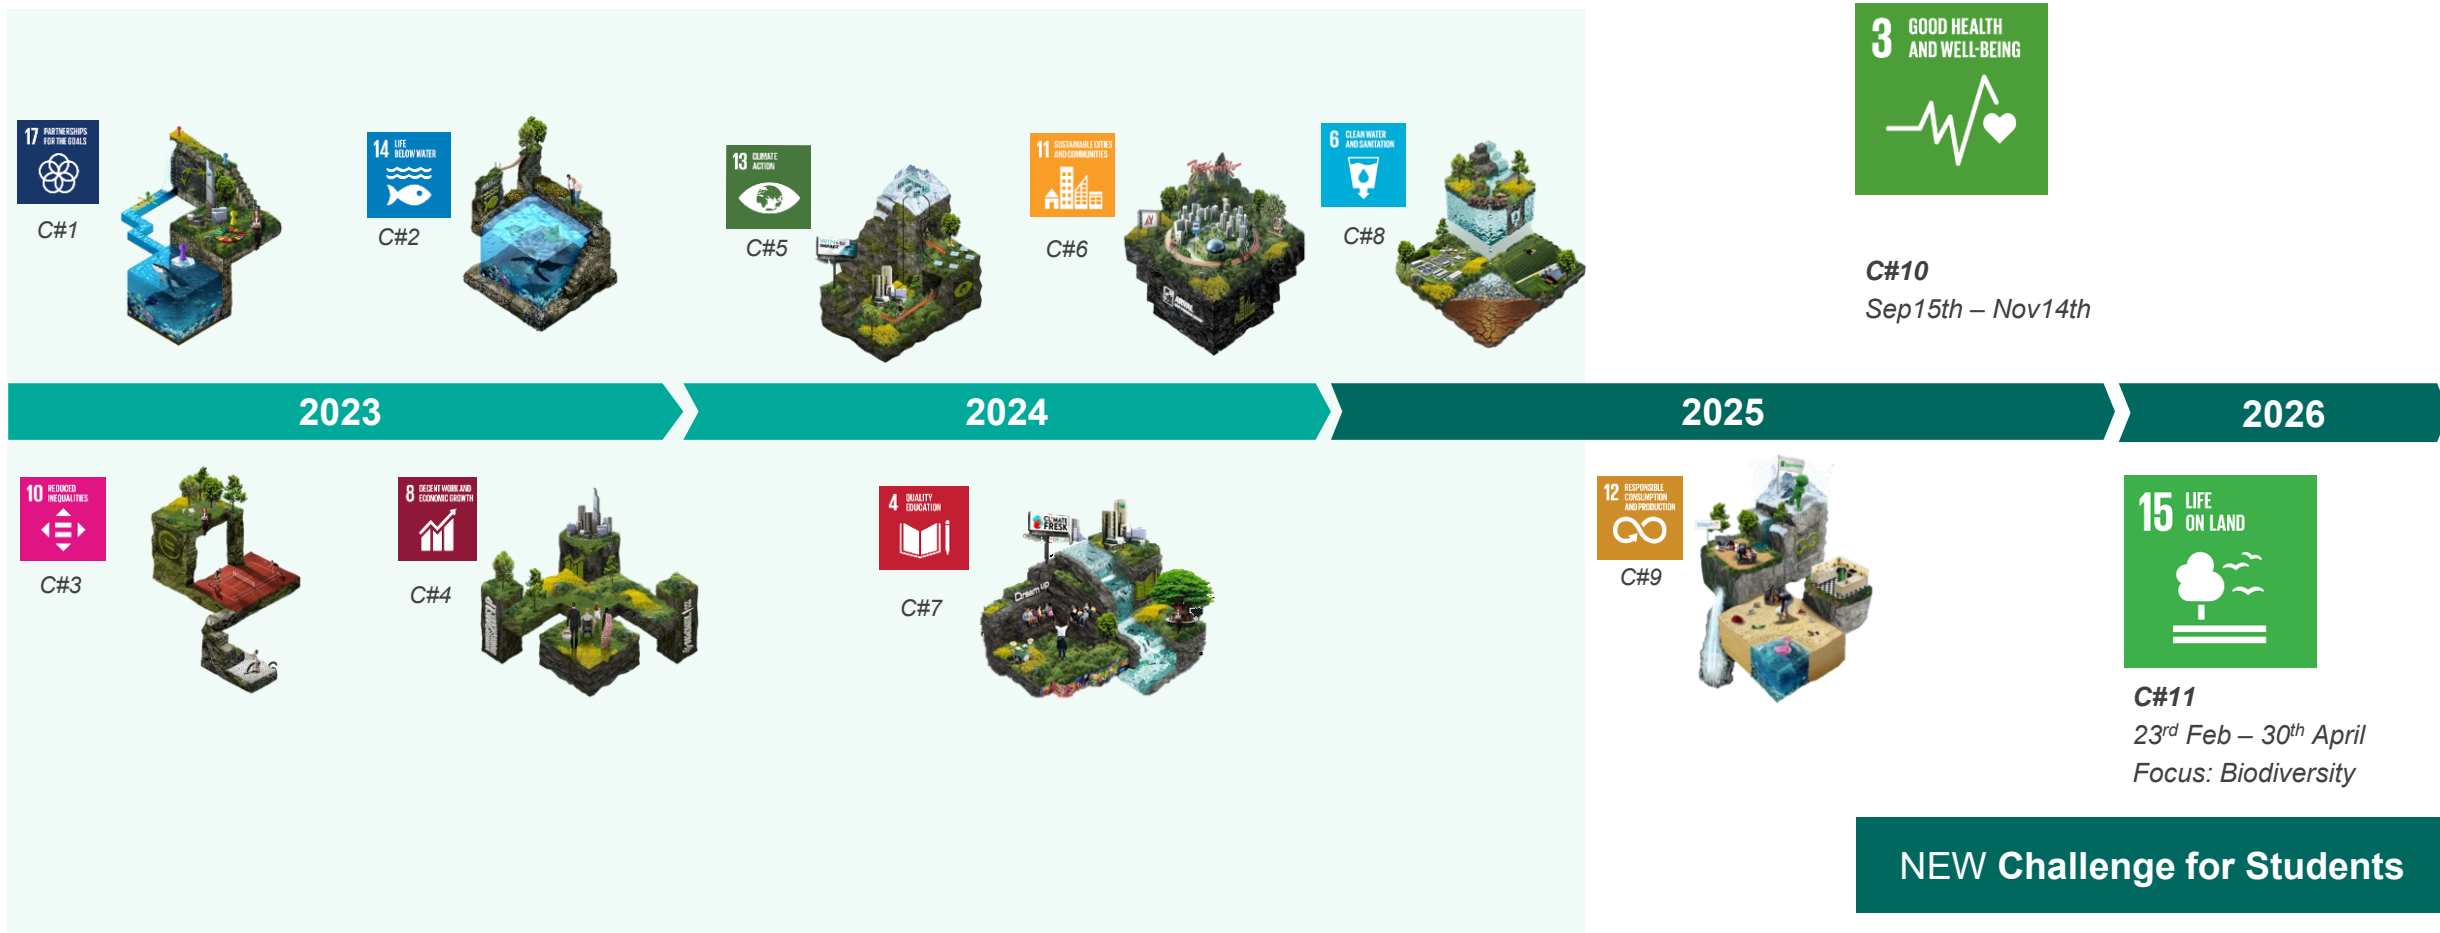 17 PARTNERSHIPS
FOR THE GOALS
C#1
14 LIFE
BELOW WATER
C#2
13 CLIMATE
ACTION
C#5
11 SUSTAINABLE CITIES
AND COMMUNITIES
C#6
6 CLEAN WATER
AND SANITATION
C#8
3 GOOD HEALTH
AND WELL-BEING
C#10
Sep15th – Nov14th
2023
2024
2025
2026
10 REDUCED
INEQUALITIES
C#3
8 DECENT WORK AND
ECONOMIC GROWTH
C#4
4 QUALITY
EDUCATION
C#7
CLIMATE
FRESK
Dream up
12 RESPONSIBLE
CONSUMPTION
AND PRODUCTION
C#9
15 LIFE
ON LAND
C#11
23rd Feb – 30th April
Focus: Biodiversity
NEW Challenge for Students